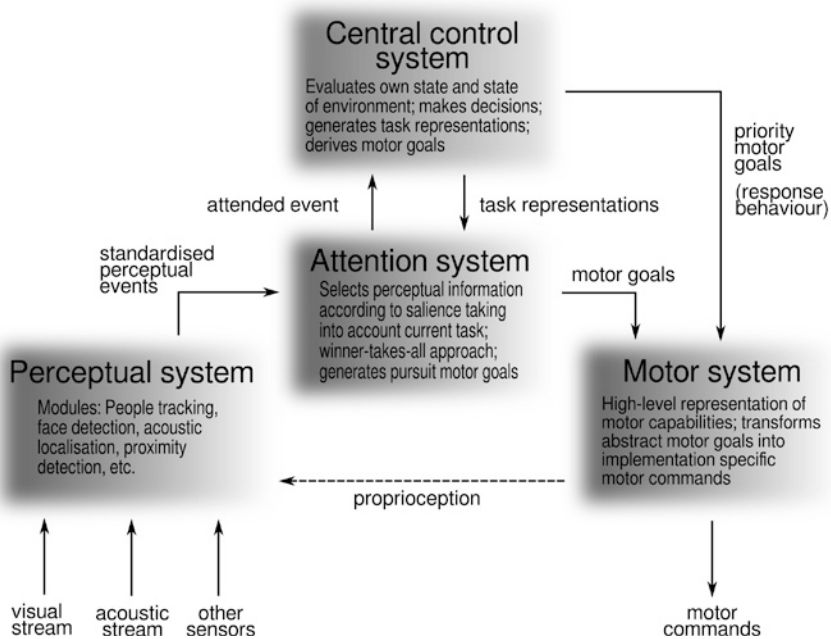 Central control
system
Evaluates own state and state
of environment; makes decisions;
generates task representations;
derives motor goals
priority
motor
goals
(response
behaviour)
attended event
task representations
standardised
perceptual
events
Attention system
Selects perceptual information
according to salience taking
into account current task;
winner-takes-all approach;
generates pursuit motor goals
motor goals
Perceptual system
Modules: People tracking,
face detection, acoustic
localisation, proximity
detection, etc.
Motor system
High-level representation of
motor capabilities; transforms
abstract motor goals into
implementation specific
motor commands
proprioception
visual
stream
acoustic
stream
other
sensors
motor
commands